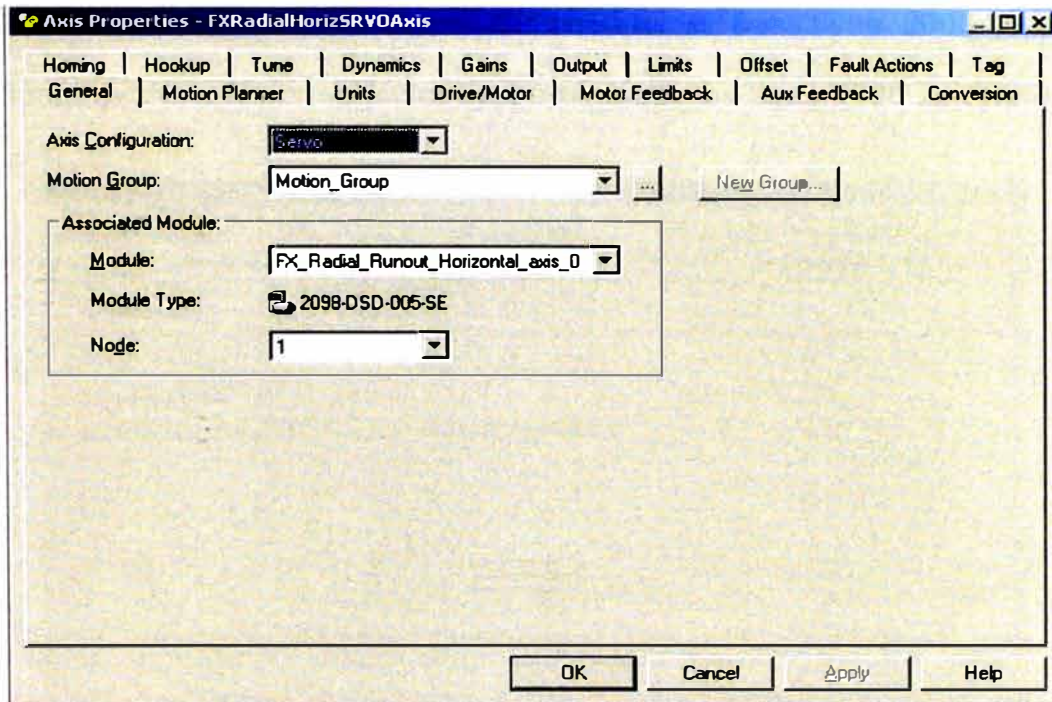 Axis Properties - FXRadialHorizSRVOAxis
Homing Hookup Tune Dynamics Gains Output Limits Offset Fault Actions Tag
General Motion Planner Units Drive/Motor Motor Feedback Aux Feedback Conversion
Axis Configuration: Servo
Motion Group: Motion_Group ... New Group...
Associated Module:
Module: FX_Radial_Runout_Horizontal_axis_0
Module Type: 2098-DSD-005-SE
Node: 1
OK Cancel Apply Help